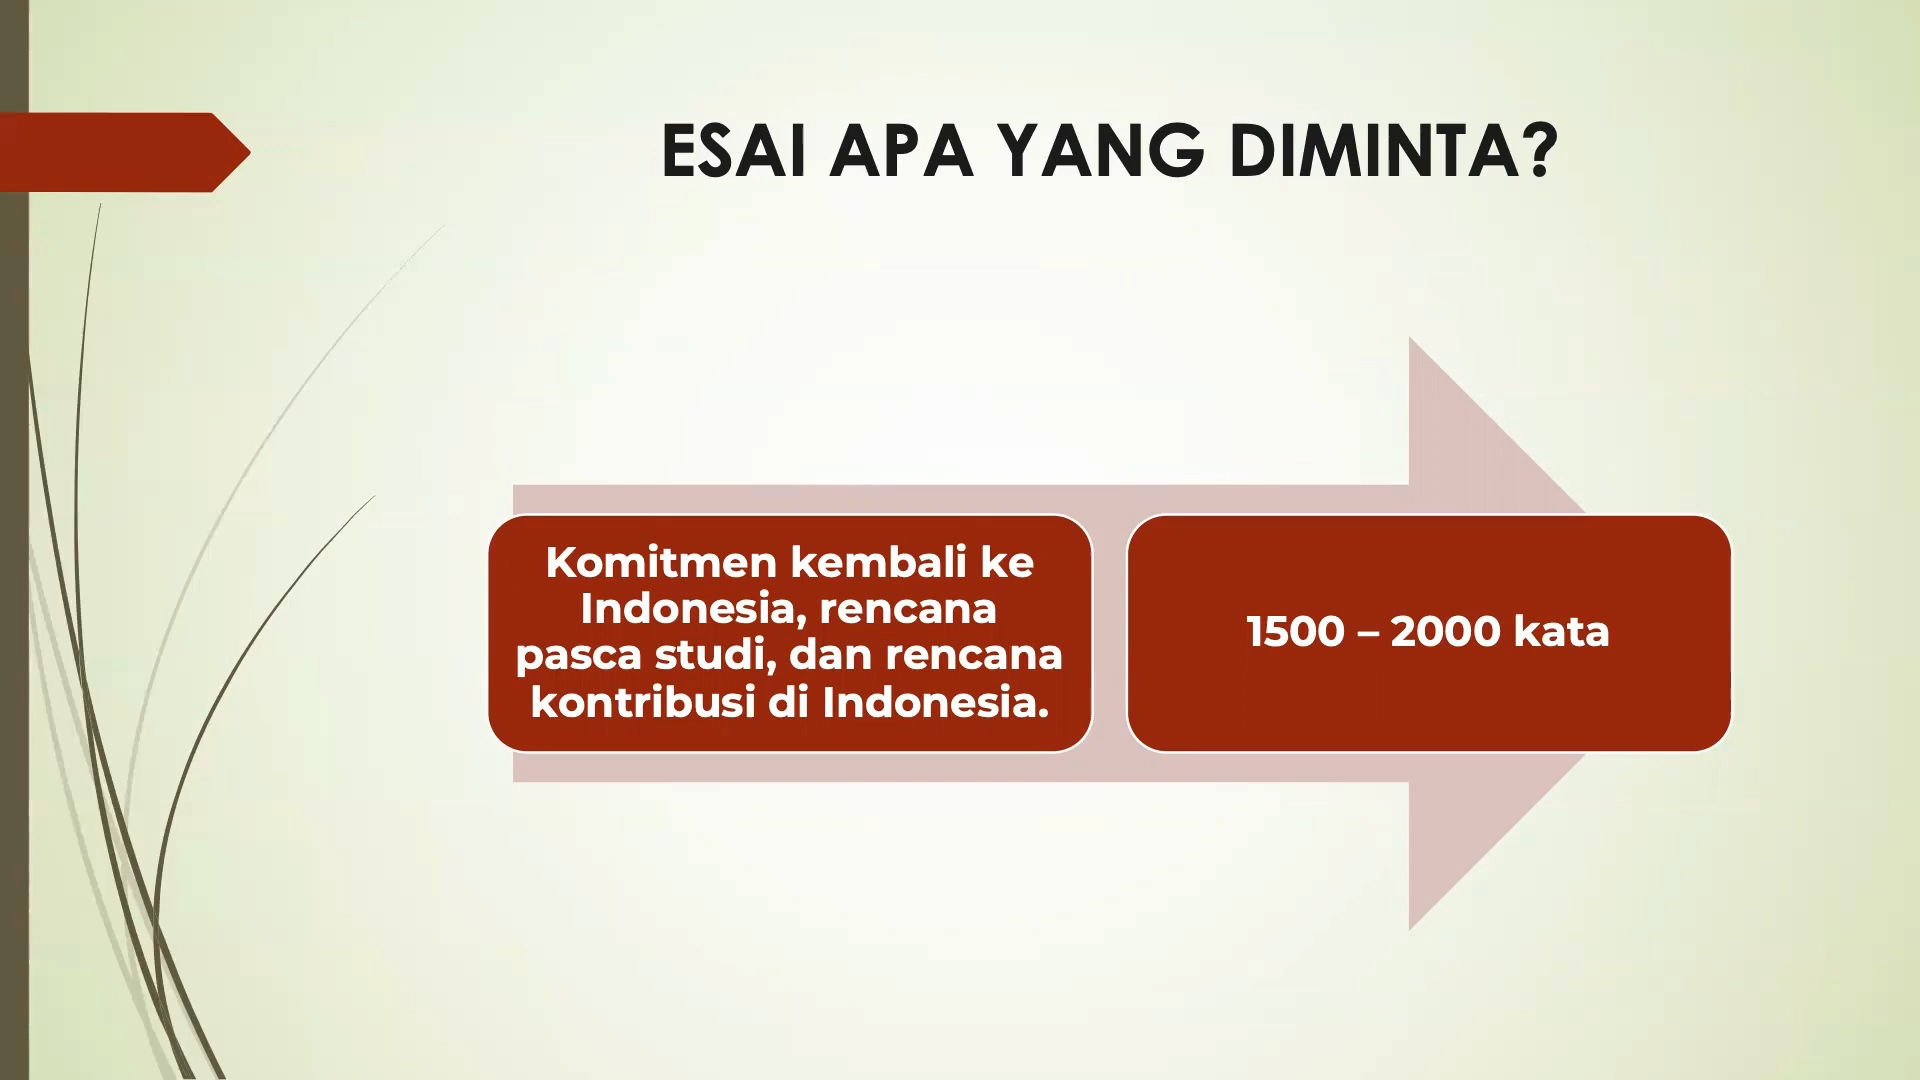 ESAI APA YANG DIMINTA?
Komitmen kembali ke
Indonesia, rencana
pasca studi, dan rencana
kontribusi di Indonesia.
1500 – 2000 kata